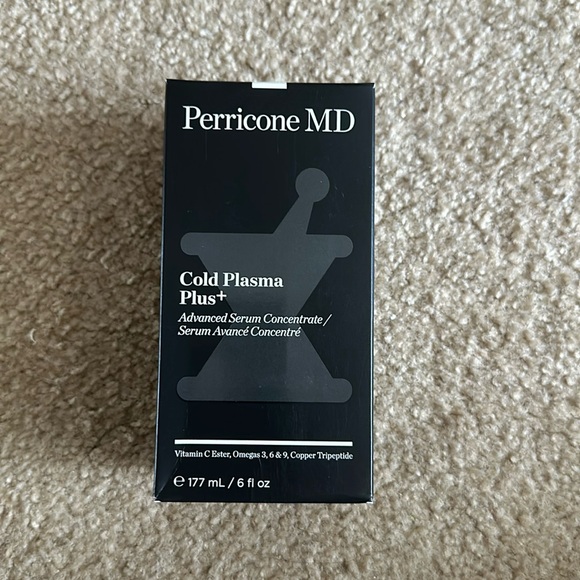 Perricone MD
Cold Plasma
Plus+
Advanced Serum Concentrate /
Serum Avancé Concentré
Vitamin C Ester, Omegas 3, 6 & 9, Copper Tripeptide
℮ 177 mL / 6 fl oz